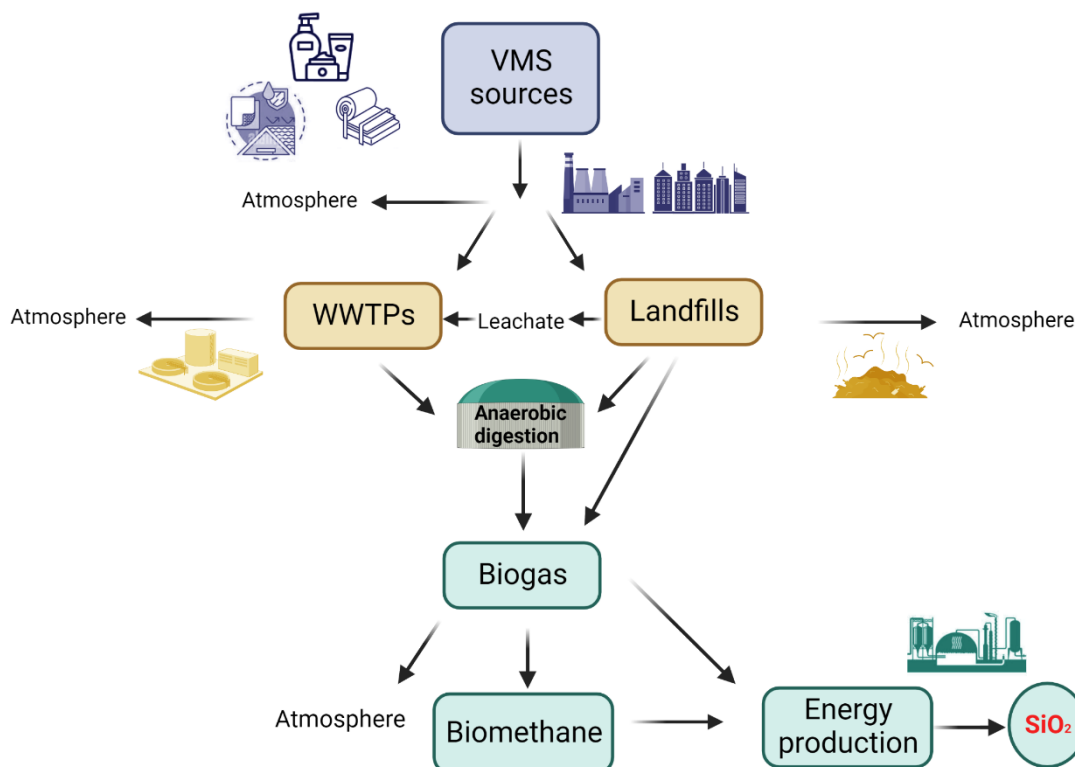 VMS
sources
Atmosphere
WWTPs
Leachate
Landfills
Atmosphere
Atmosphere
Anaerobic
digestion
Biogas
Atmosphere
Biomethane
Energy
production
SiO₂